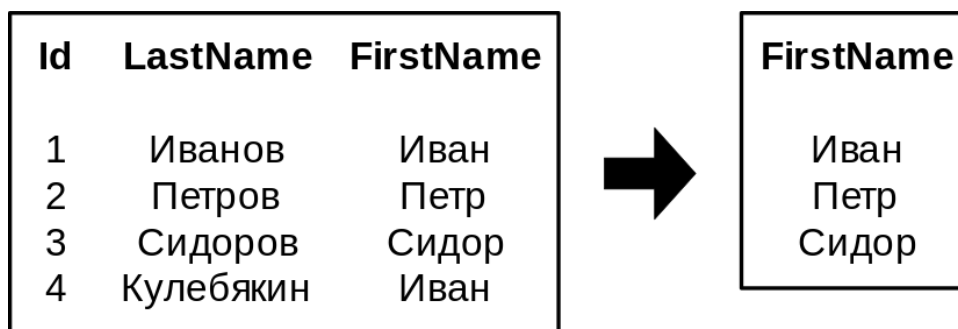 Id LastName FirstName
1 Иванов Иван
2 Петров Петр
3 Сидоров Сидор
4 Кулебякин Иван
FirstName
Иван
Петр
Сидор